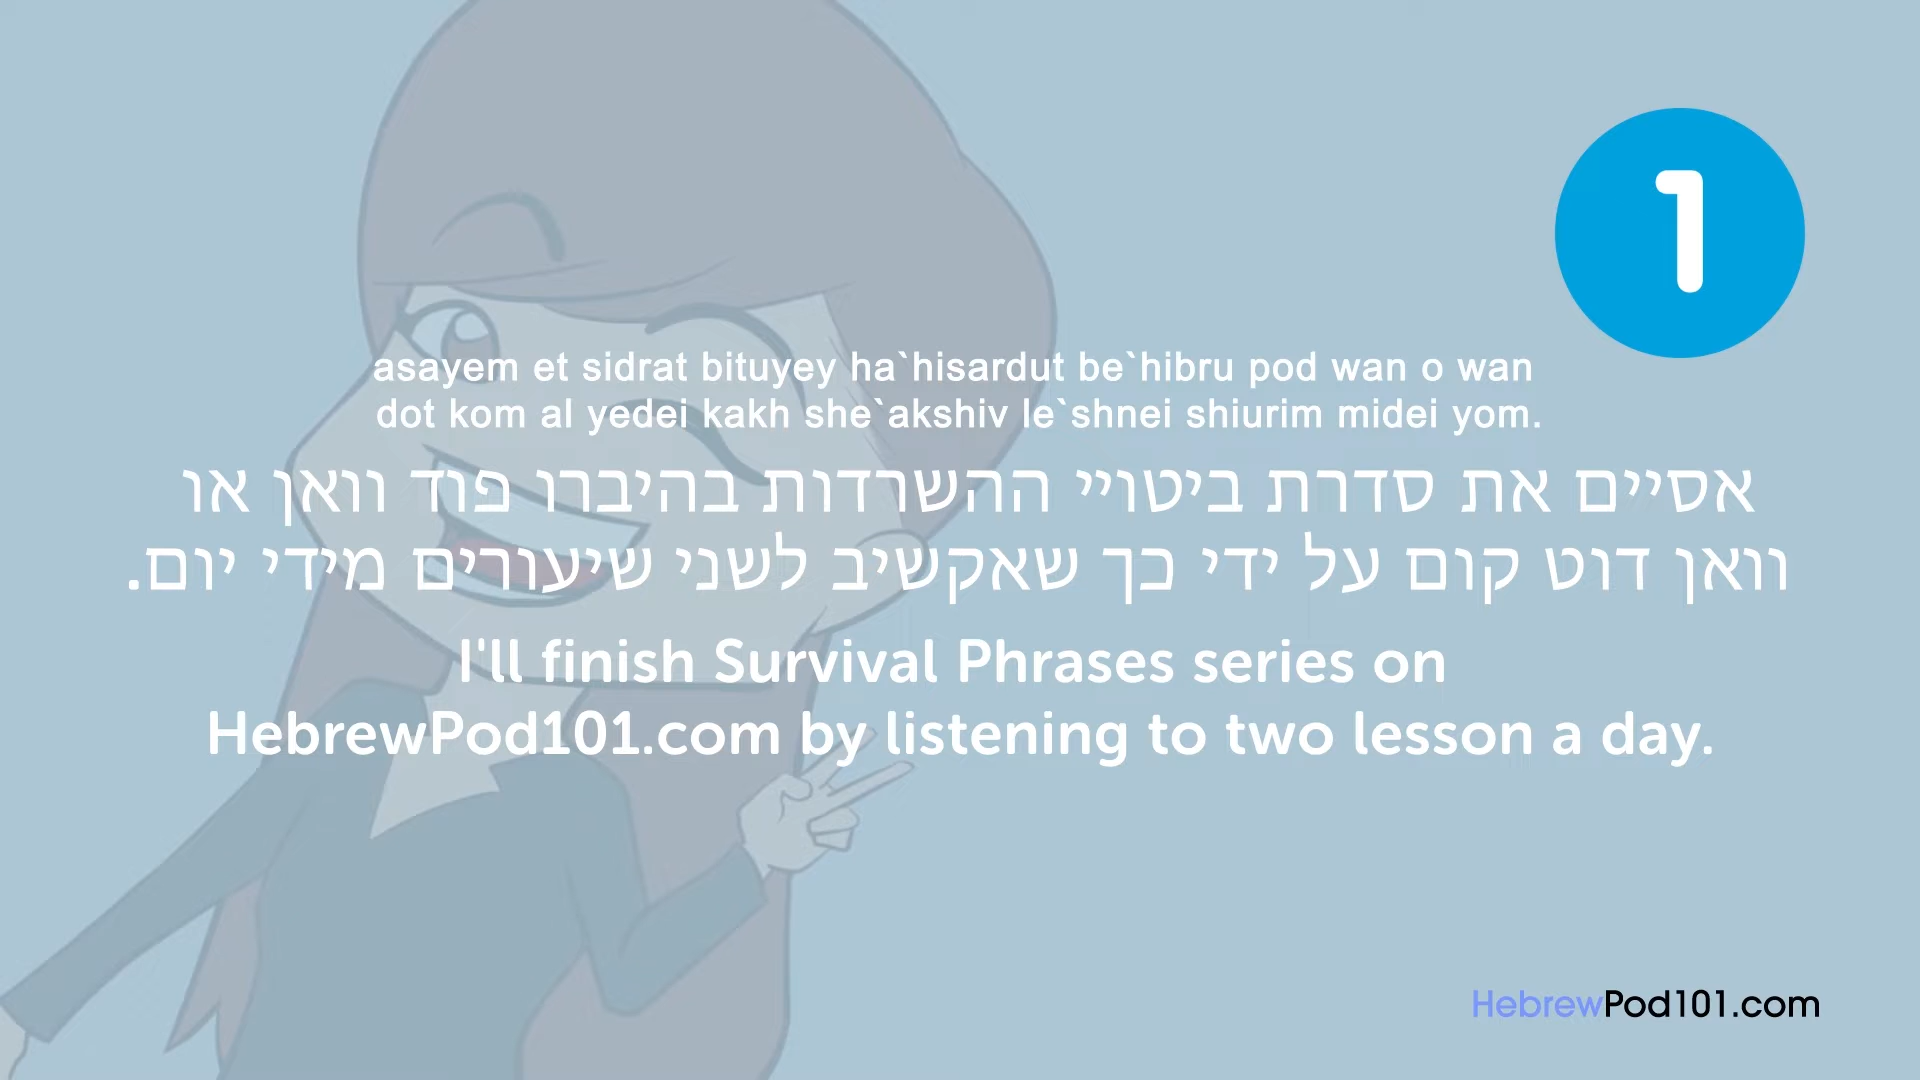 1
asayem et sidrat bituyey ha`hisardut be`hibru pod wan o wan
dot kom al yedei kakh she`akshiv le`shnei shiurim midei yom.
אסיים את סדרת ביטויי ההשרדות בהיברו פוד וואן או
וואן דוט קום על ידי כך שאקשיב לשני שיעורים מידי יום.
I'll finish Survival Phrases series on
HebrewPod101.com by listening to two lesson a day.
HebrewPod101.com